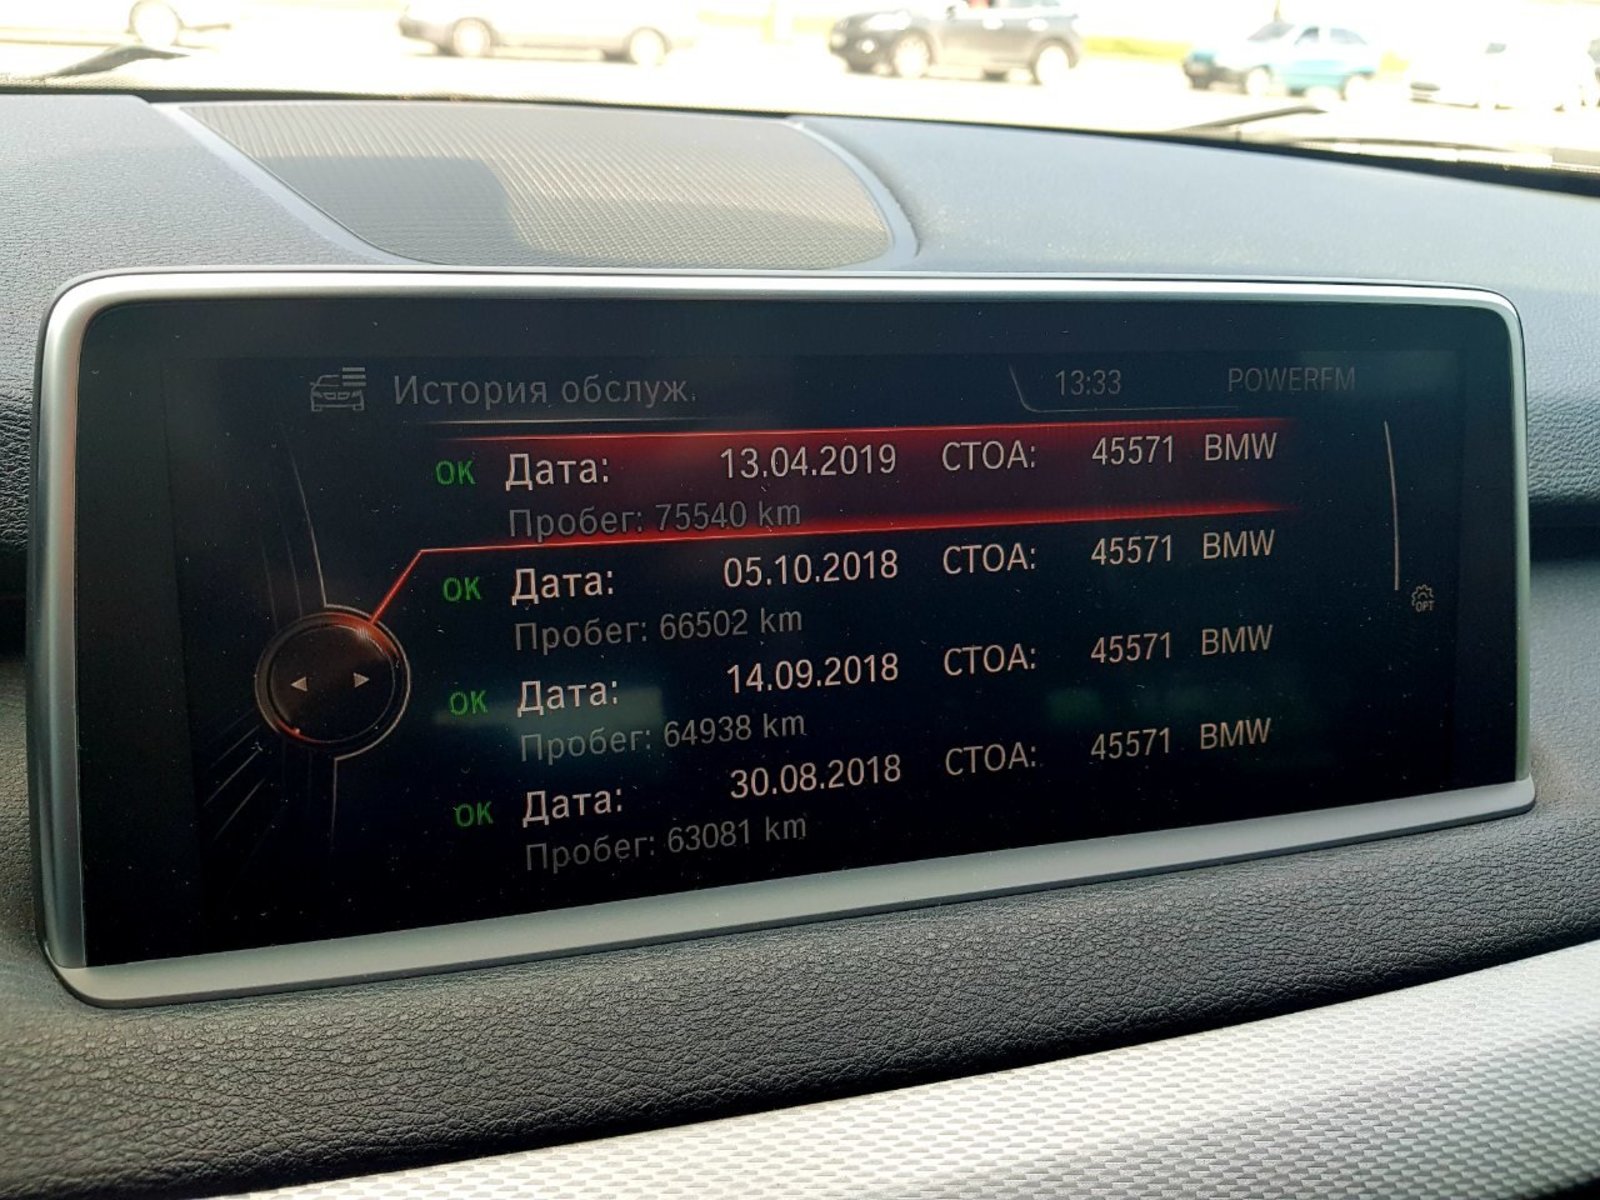 История обслуж. 13:33 POWERFM
OK Дата: 13.04.2019 СТОА: 45571 BMW
Пробег: 75540 km
OK Дата: 05.10.2018 СТОА: 45571 BMW
Пробег: 66502 km
OK Дата: 14.09.2018 СТОА: 45571 BMW
Пробег: 64938 km
OK Дата: 30.08.2018 СТОА: 45571 BMW
Пробег: 63081 km
OPT